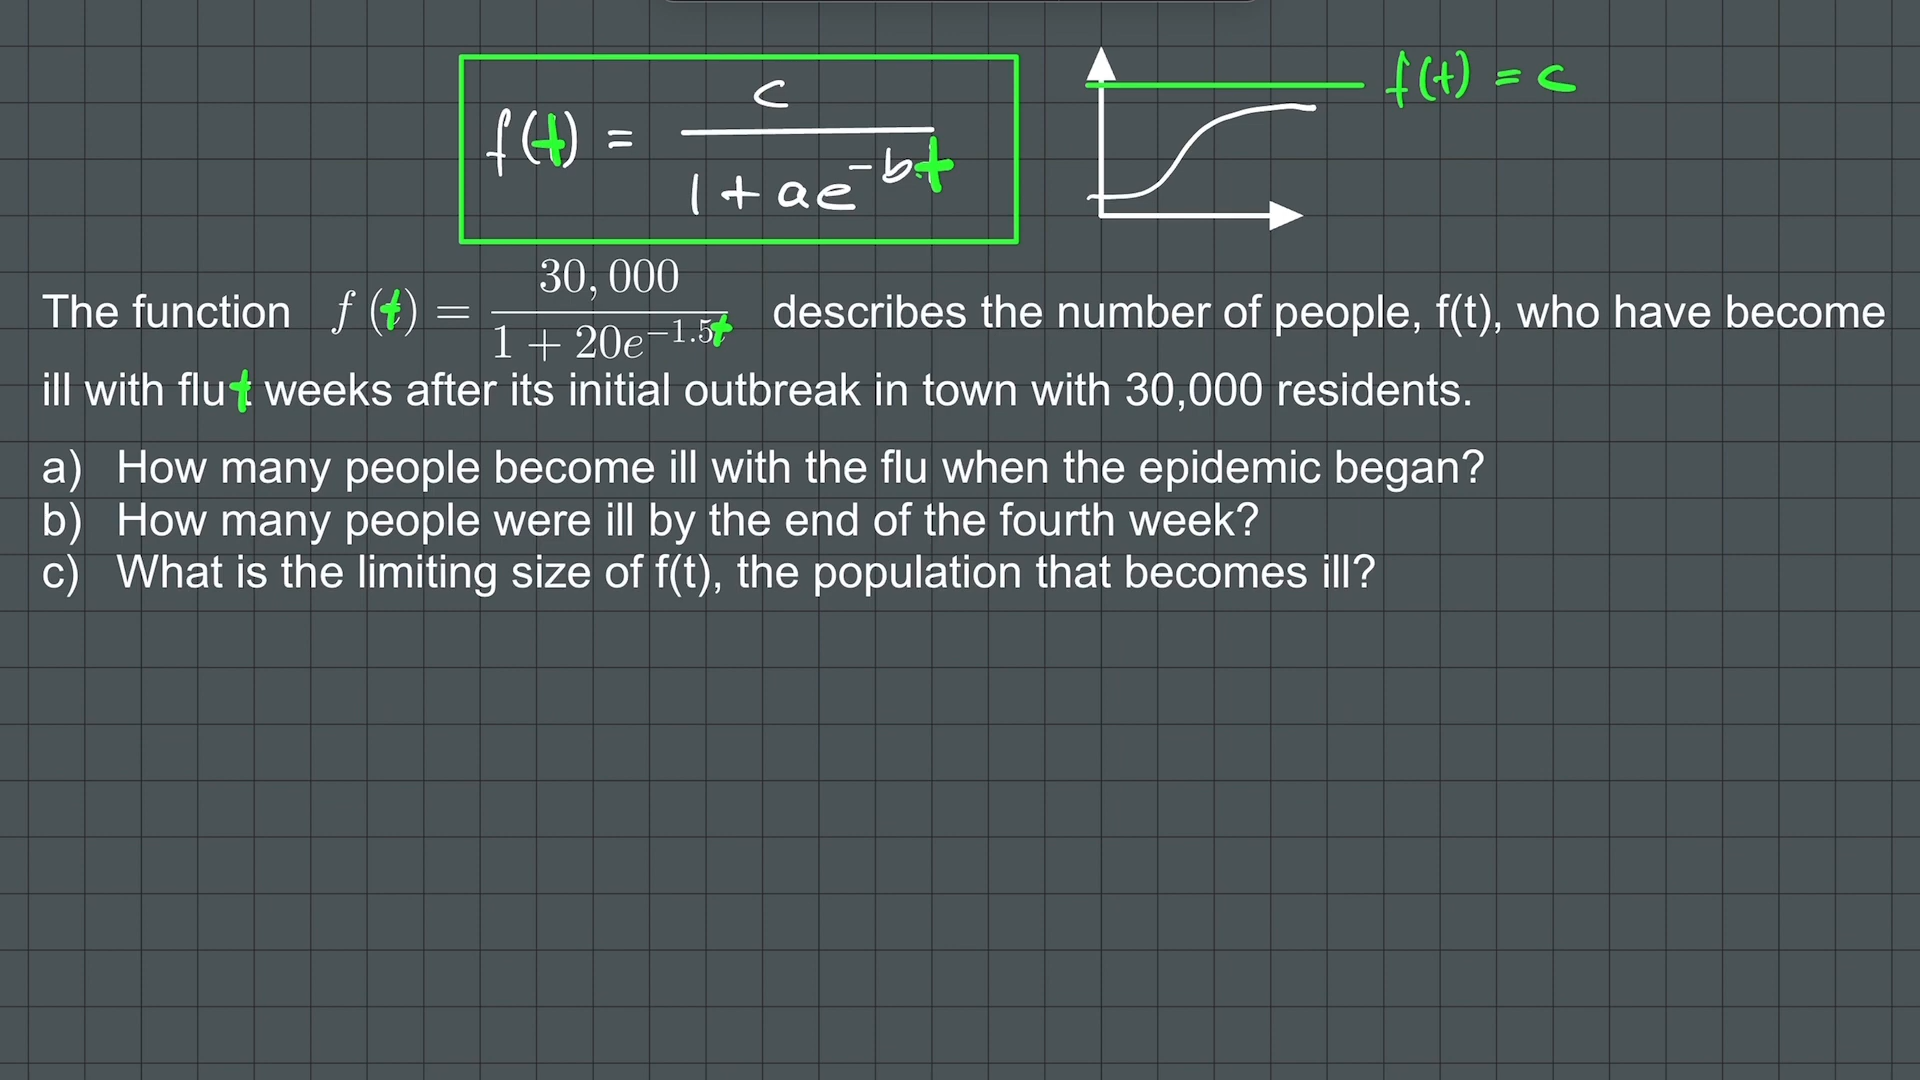 f(t) = c / (1 + ae^{-bt})
f(t) = c
The function f(t) = 30,000 / (1 + 20e^{-1.5t}) describes the number of people, f(t), who have become
ill with flu t weeks after its initial outbreak in town with 30,000 residents.
a) How many people become ill with the flu when the epidemic began?
b) How many people were ill by the end of the fourth week?
c) What is the limiting size of f(t), the population that becomes ill?